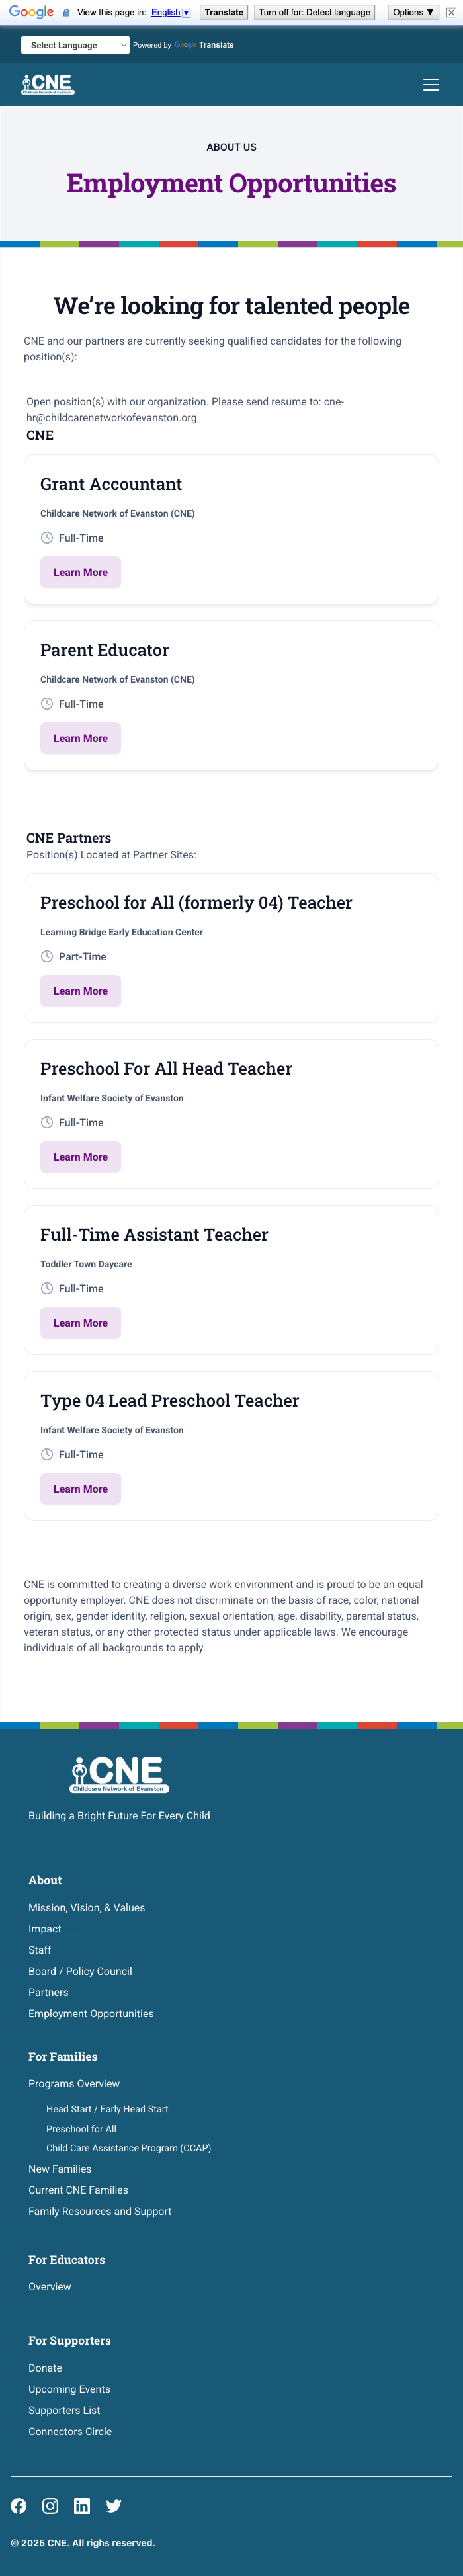 Google View this page in: English Translate Turn off for: Detect language Options ▼
Select Language Powered by Google Translate
CNE
Childcare Network of Evanston
ABOUT US
Employment Opportunities
We’re looking for talented people
CNE and our partners are currently seeking qualified candidates for the following
position(s):
Open position(s) with our organization. Please send resume to: cne-
hr@childcarenetworkofevanston.org
CNE
Grant Accountant
Childcare Network of Evanston (CNE)
Full-Time
Learn More
Parent Educator
Childcare Network of Evanston (CNE)
Full-Time
Learn More
CNE Partners
Position(s) Located at Partner Sites:
Preschool for All (formerly 04) Teacher
Learning Bridge Early Education Center
Part-Time
Learn More
Preschool For All Head Teacher
Infant Welfare Society of Evanston
Full-Time
Learn More
Full-Time Assistant Teacher
Toddler Town Daycare
Full-Time
Learn More
Type 04 Lead Preschool Teacher
Infant Welfare Society of Evanston
Full-Time
Learn More
CNE is committed to creating a diverse work environment and is proud to be an equal
opportunity employer. CNE does not discriminate on the basis of race, color, national
origin, sex, gender identity, religion, sexual orientation, age, disability, parental status,
veteran status, or any other protected status under applicable laws. We encourage
individuals of all backgrounds to apply.
CNE
Childcare Network of Evanston
Building a Bright Future For Every Child
About
Mission, Vision, & Values
Impact
Staff
Board / Policy Council
Partners
Employment Opportunities
For Families
Programs Overview
Head Start / Early Head Start
Preschool for All
Child Care Assistance Program (CCAP)
New Families
Current CNE Families
Family Resources and Support
For Educators
Overview
For Supporters
Donate
Upcoming Events
Supporters List
Connectors Circle
© 2025 CNE. All righs reserved.